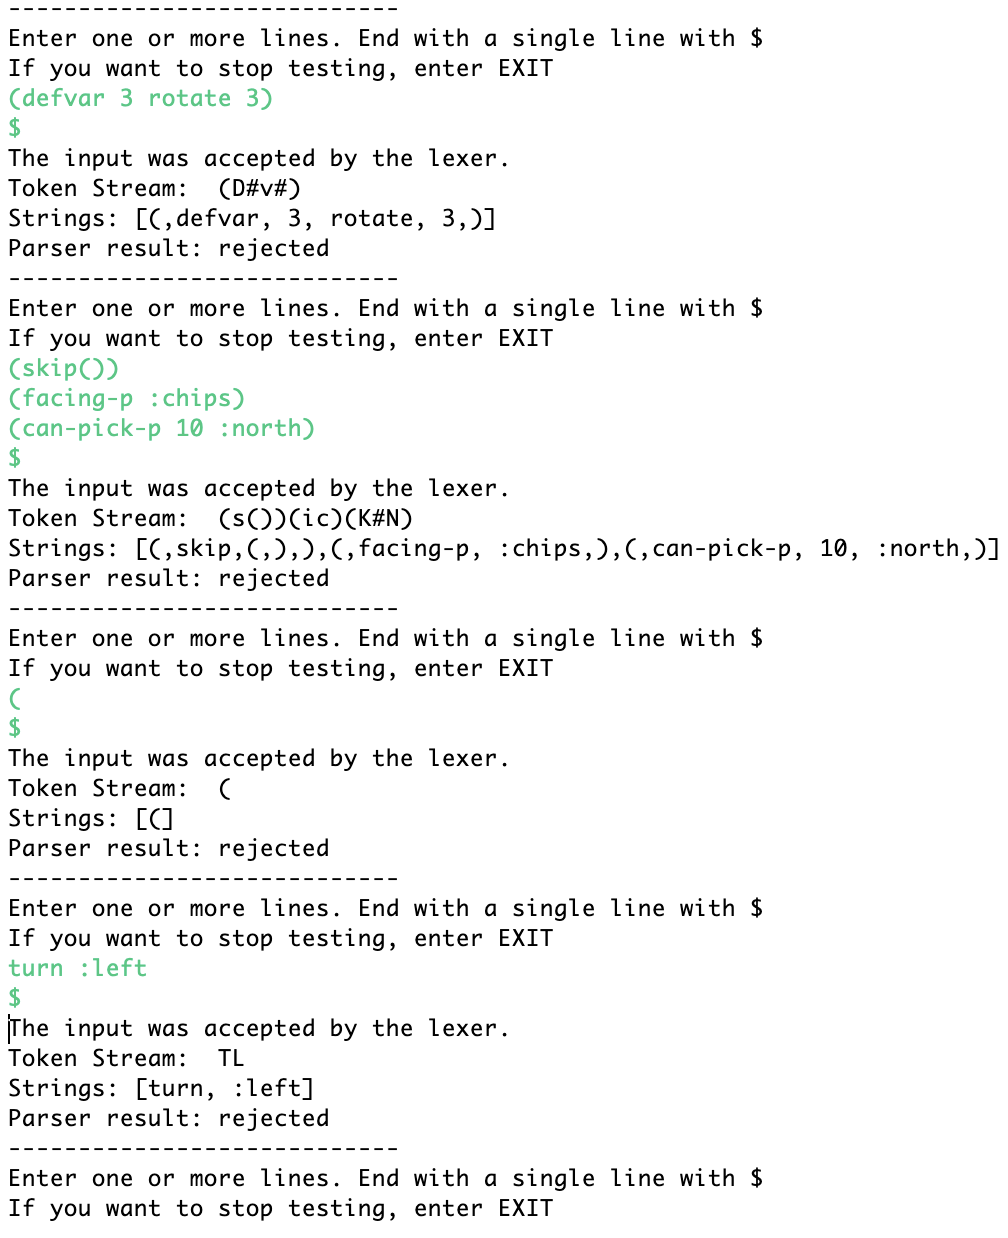 ----------------------------
Enter one or more lines. End with a single line with $
If you want to stop testing, enter EXIT
(defvar 3 rotate 3)
$
The input was accepted by the lexer.
Token Stream:  (D#v#)
Strings: [(,defvar, 3, rotate, 3,)]
Parser result: rejected
----------------------------
Enter one or more lines. End with a single line with $
If you want to stop testing, enter EXIT
(skip())
(facing-p :chips)
(can-pick-p 10 :north)
$
The input was accepted by the lexer.
Token Stream:  (s())(ic)(K#N)
Strings: [(,skip,(,),),(,facing-p, :chips,),(,can-pick-p, 10, :north,)]
Parser result: rejected
----------------------------
Enter one or more lines. End with a single line with $
If you want to stop testing, enter EXIT
(
$
The input was accepted by the lexer.
Token Stream:  (
Strings: [(]
Parser result: rejected
----------------------------
Enter one or more lines. End with a single line with $
If you want to stop testing, enter EXIT
turn :left
$
The input was accepted by the lexer.
Token Stream:  TL
Strings: [turn, :left]
Parser result: rejected
----------------------------
Enter one or more lines. End with a single line with $
If you want to stop testing, enter EXIT